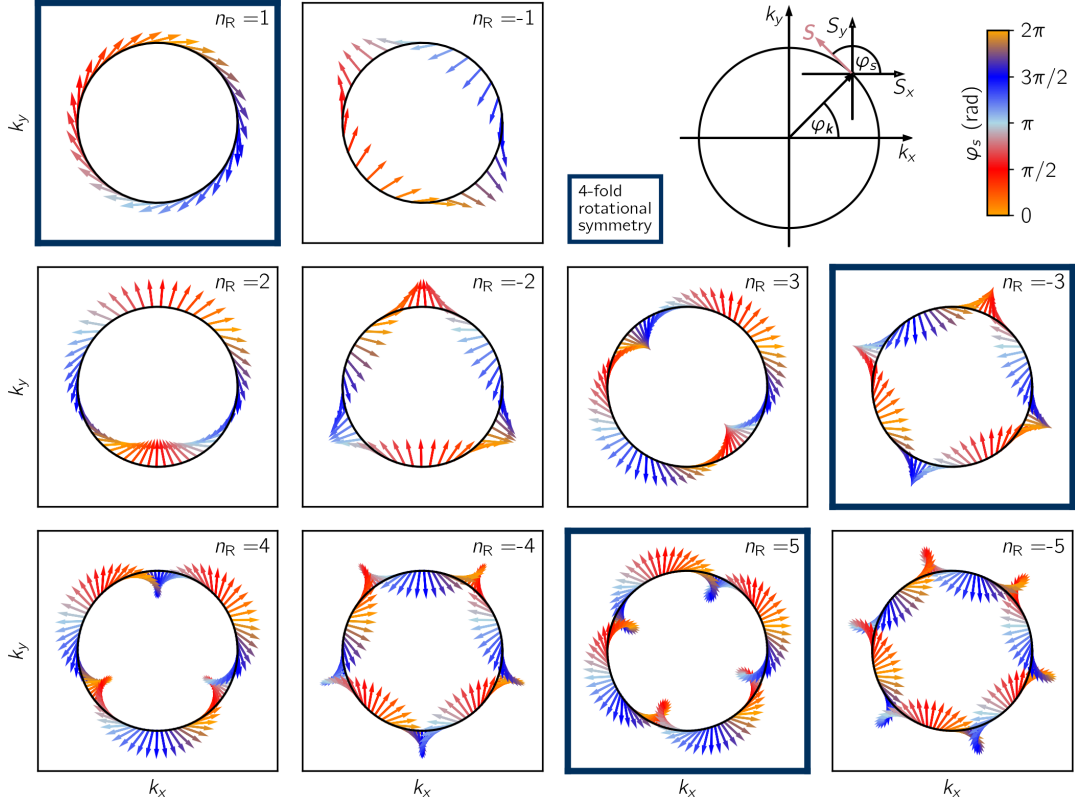 n_R =1
n_R =-1
k_y
k_y
S_y
S
φ_s
S_x
φ_k
k_x
4-fold
rotational
symmetry
φ_s (rad)
2π
3π/2
π
π/2
0
n_R =2
n_R =-2
n_R =3
n_R =-3
k_y
n_R =4
n_R =-4
n_R =5
n_R =-5
k_y
k_x
k_x
k_x
k_x